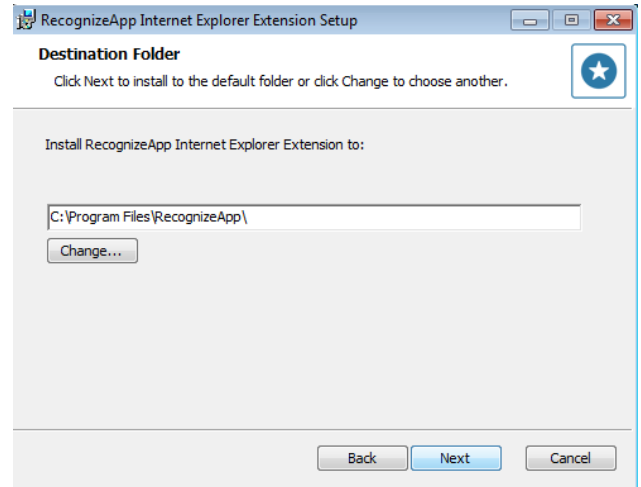 RecognizeApp Internet Explorer Extension Setup
Destination Folder
Click Next to install to the default folder or click Change to choose another.
Install RecognizeApp Internet Explorer Extension to:
C:\Program Files\RecognizeApp\
Change...
Back Next Cancel